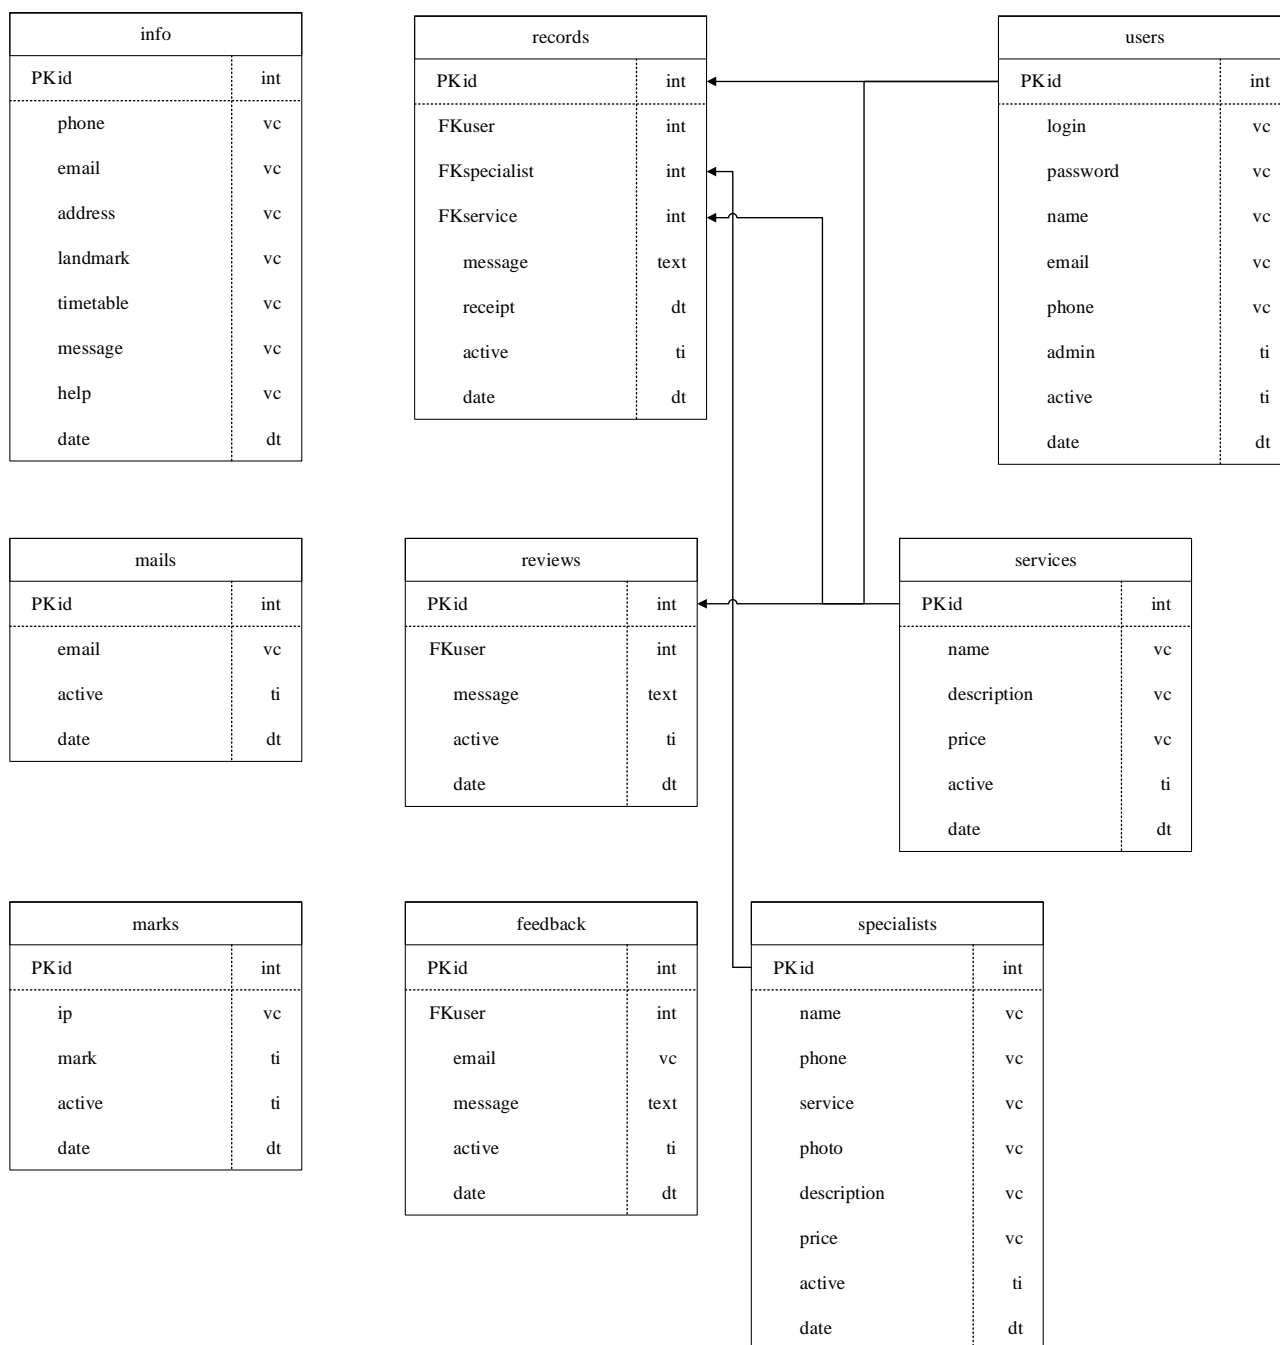 info
PKid int
phone vc
email vc
address vc
landmark vc
timetable vc
message vc
help vc
date dt
records
PKid int
FKuser int
FKspecialist int
FKservice int
message text
receipt dt
active ti
date dt
users
PKid int
login vc
password vc
name vc
email vc
phone vc
admin ti
active ti
date dt
mails
PKid int
email vc
active ti
date dt
reviews
PKid int
FKuser int
message text
active ti
date dt
services
PKid int
name vc
description vc
price vc
active ti
date dt
marks
PKid int
ip vc
mark ti
active ti
date dt
feedback
PKid int
FKuser int
email vc
message text
active ti
date dt
specialists
PKid int
name vc
phone vc
service vc
photo vc
description vc
price vc
active ti
date dt